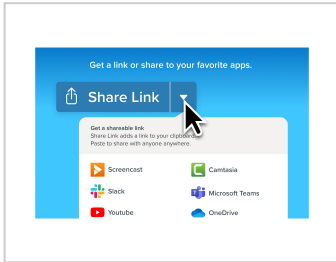 Get a link or share to your favorite apps.
Share Link
Get a shareable link
Share Link adds a link to your clipboard.
Paste to share with anyone anywhere.
Screencast
Camtasia
Slack
Microsoft Teams
Youtube
OneDrive